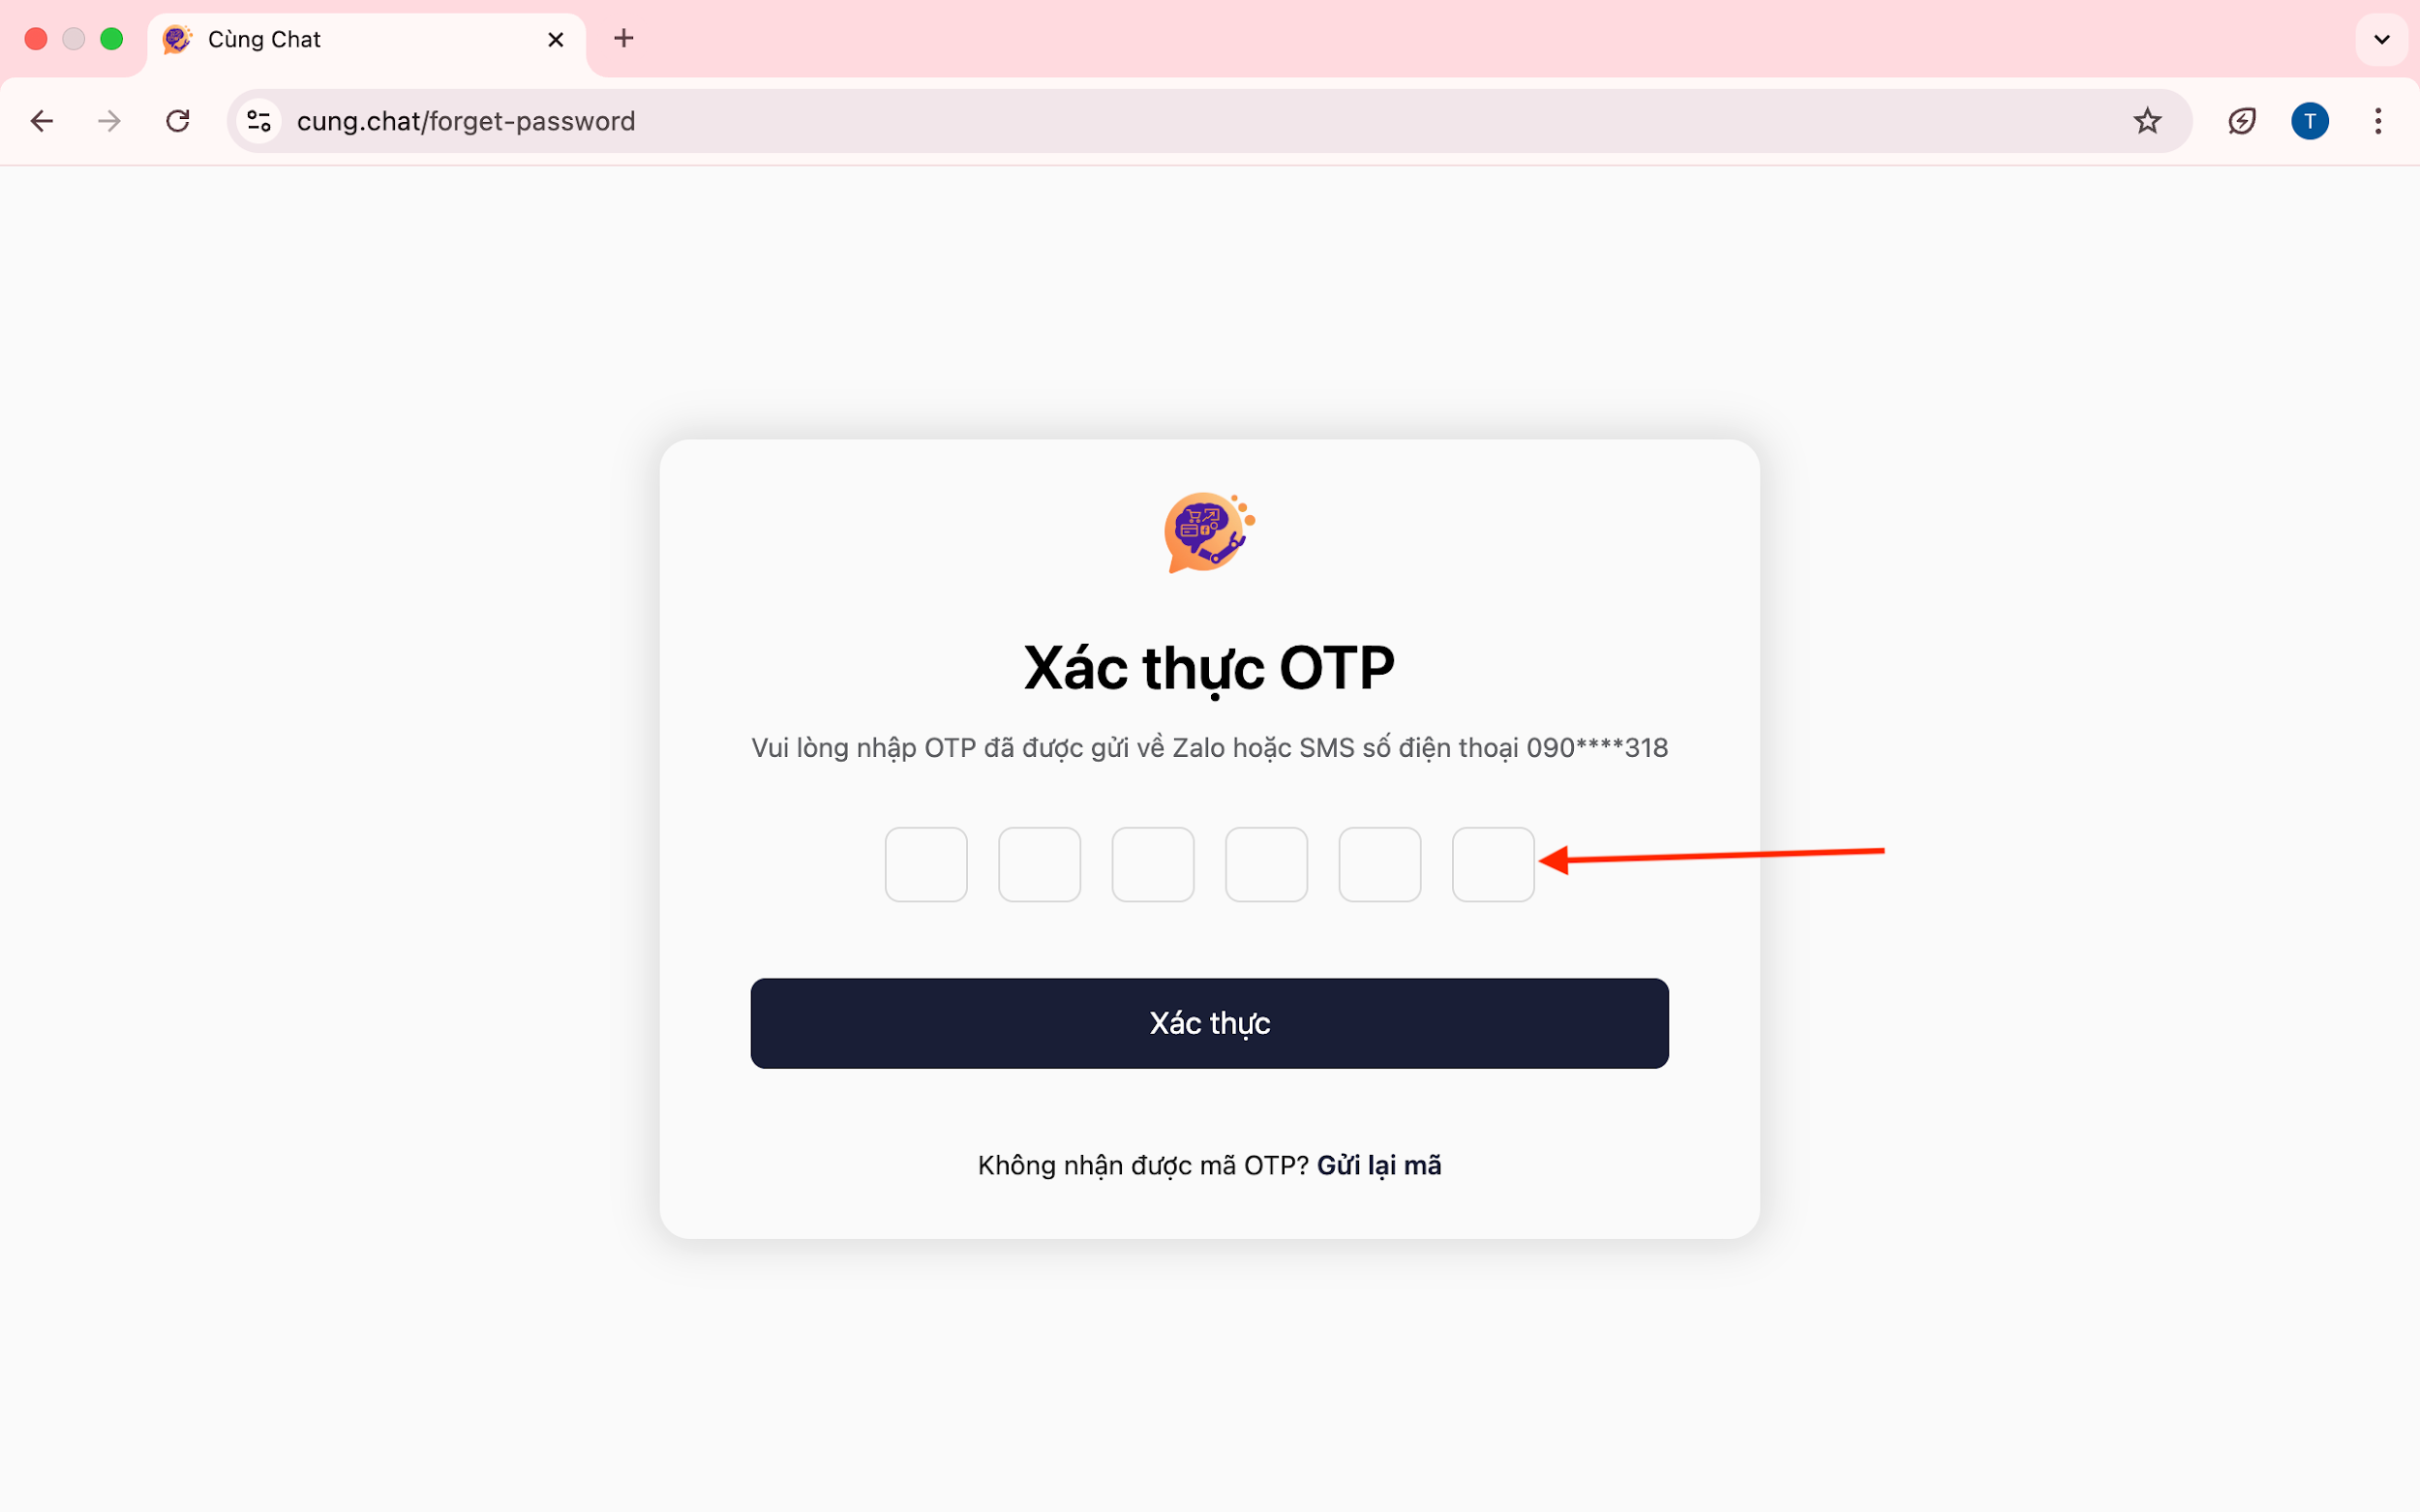 Cùng Chat
cung.chat/forget-password
T
Xác thực OTP
Vui lòng nhập OTP đã được gửi về Zalo hoặc SMS số điện thoại 090****318
Xác thực
Không nhận được mã OTP? Gửi lại mã